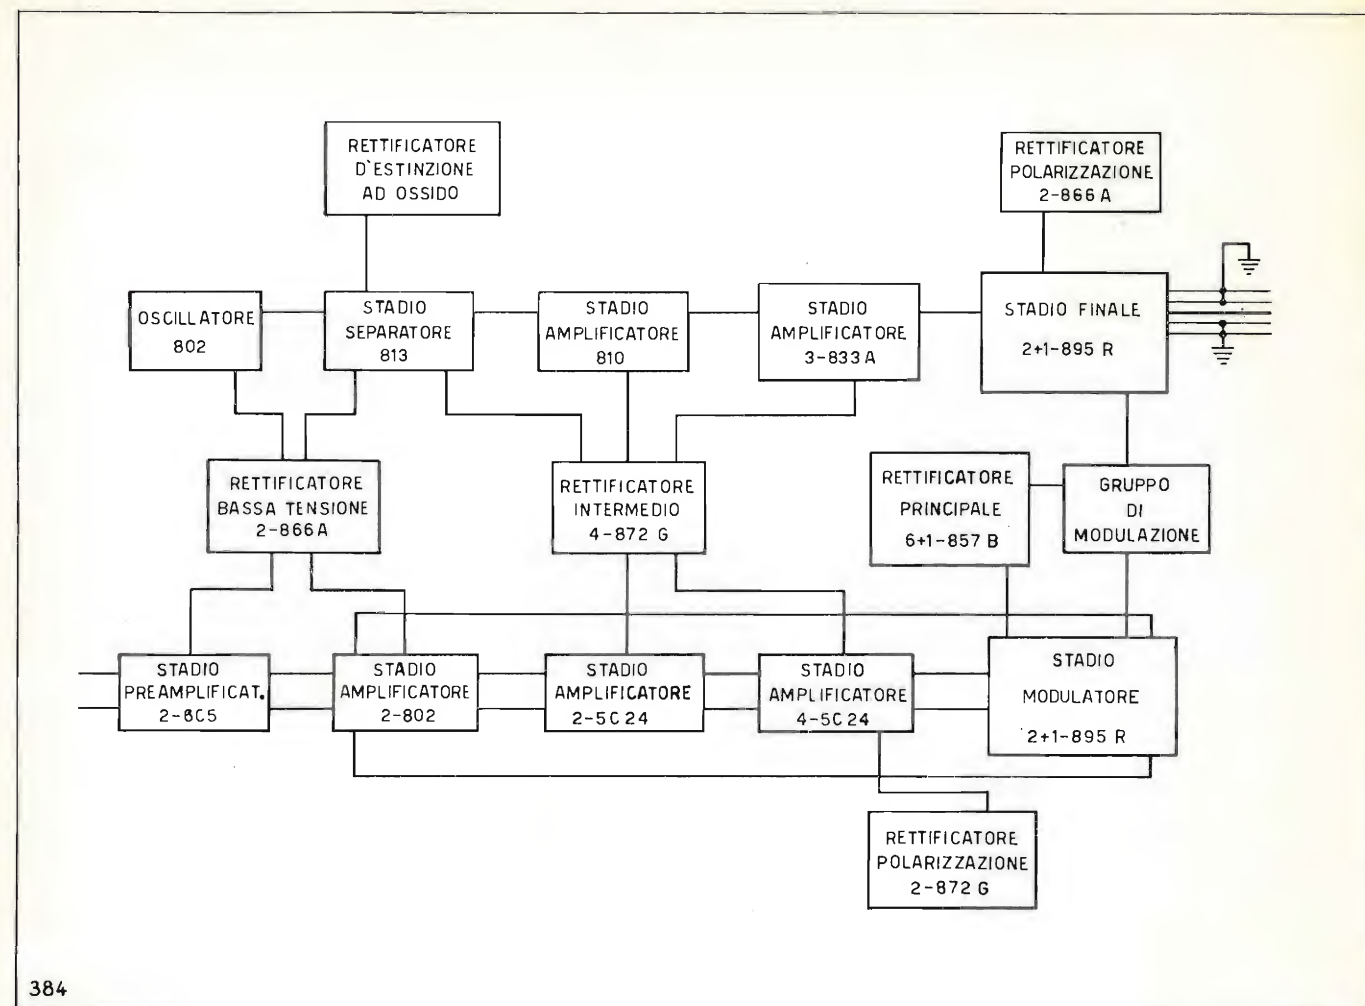 RETTIFICATORE
D'ESTINZIONE
AD OSSIDO
RETTIFICATORE
POLARIZZAZIONE
2-866 A
OSCILLATORE
802
STADIO
SEPARATORE
813
STADIO
AMPLIFICATORE
810
STADIO
AMPLIFICATORE
3-833 A
STADIO FINALE
2+1-895 R
RETTIFICATORE
BASSA TENSIONE
2-866 A
RETTIFICATORE
INTERMEDIO
4-872 G
RETTIFICATORE
PRINCIPALE
6+1-857 B
GRUPPO
DI
MODULAZIONE
STADIO
PREAMPLIFICAT.
2-6C5
STADIO
AMPLIFICATORE
2-802
STADIO
AMPLIFICATORE
2-5C24
STADIO
AMPLIFICATORE
4-5C24
STADIO
MODULATORE
2+1-895 R
RETTIFICATORE
POLARIZZAZIONE
2-872 G
384